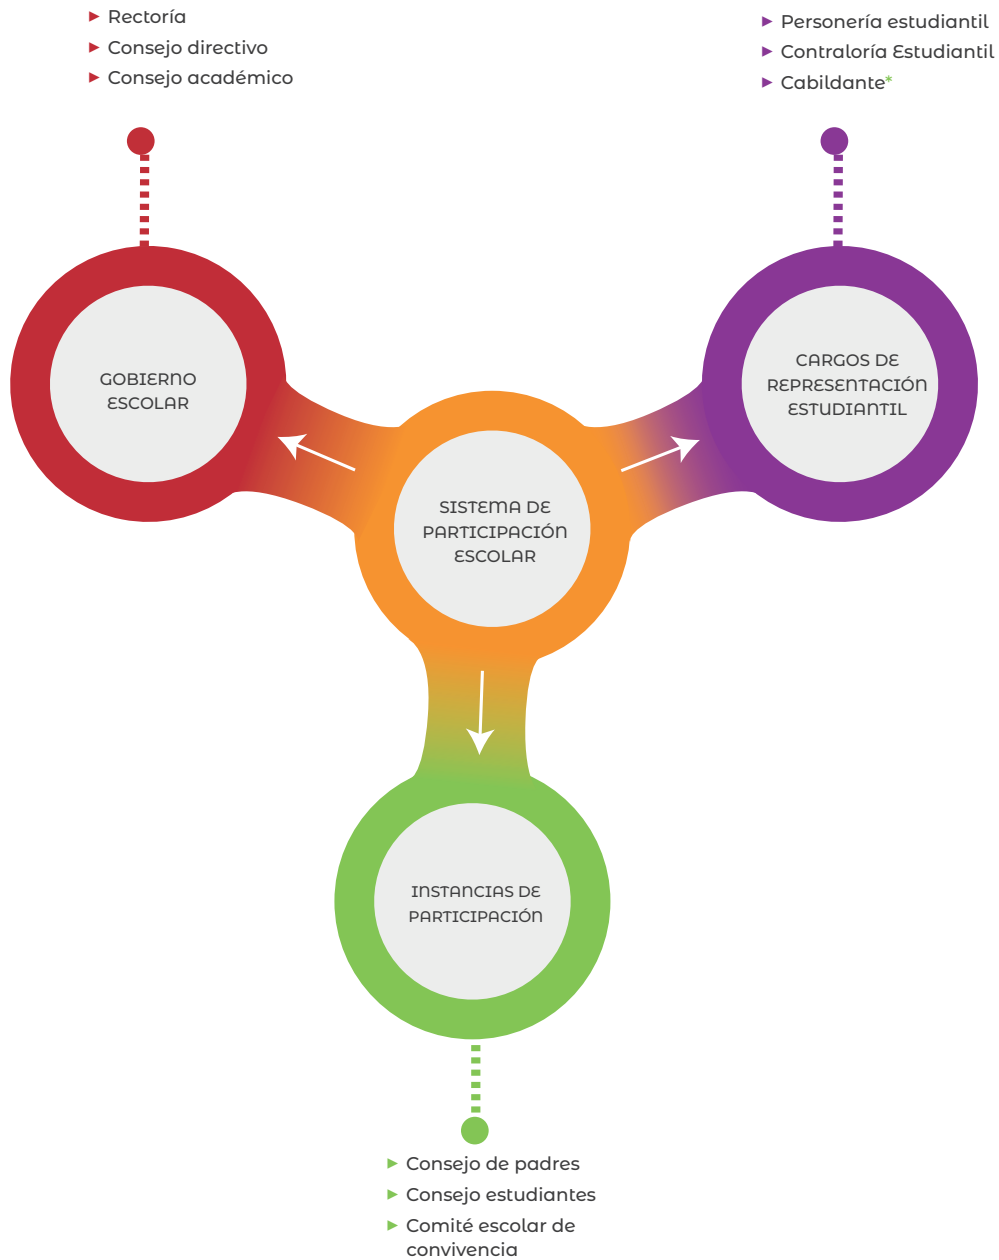 Rectoría
Consejo directivo
Consejo académico
Personería estudiantil
Contraloría Estudiantil
Cabildante*
GOBIERNO
ESCOLAR
CARGOS DE
REPRESENTACIÓN
ESTUDIANTIL
SISTEMA DE
PARTICIPACIÓN
ESCOLAR
INSTANCIAS DE
PARTICIPACIÓN
Consejo de padres
Consejo estudiantes
Comité escolar de
convivencia